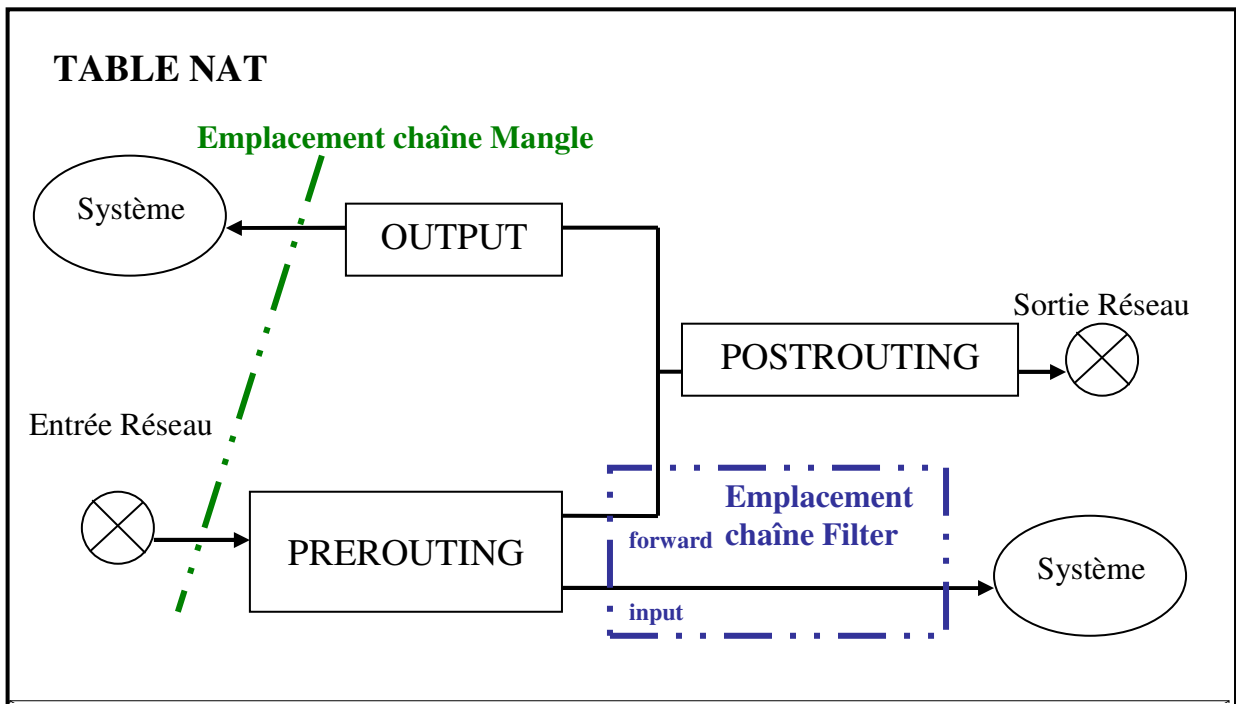 TABLE NAT
Emplacement chaîne Mangle
Système
OUTPUT
Sortie Réseau
POSTROUTING
Entrée Réseau
PREROUTING
forward
Emplacement
chaîne Filter
input
Système